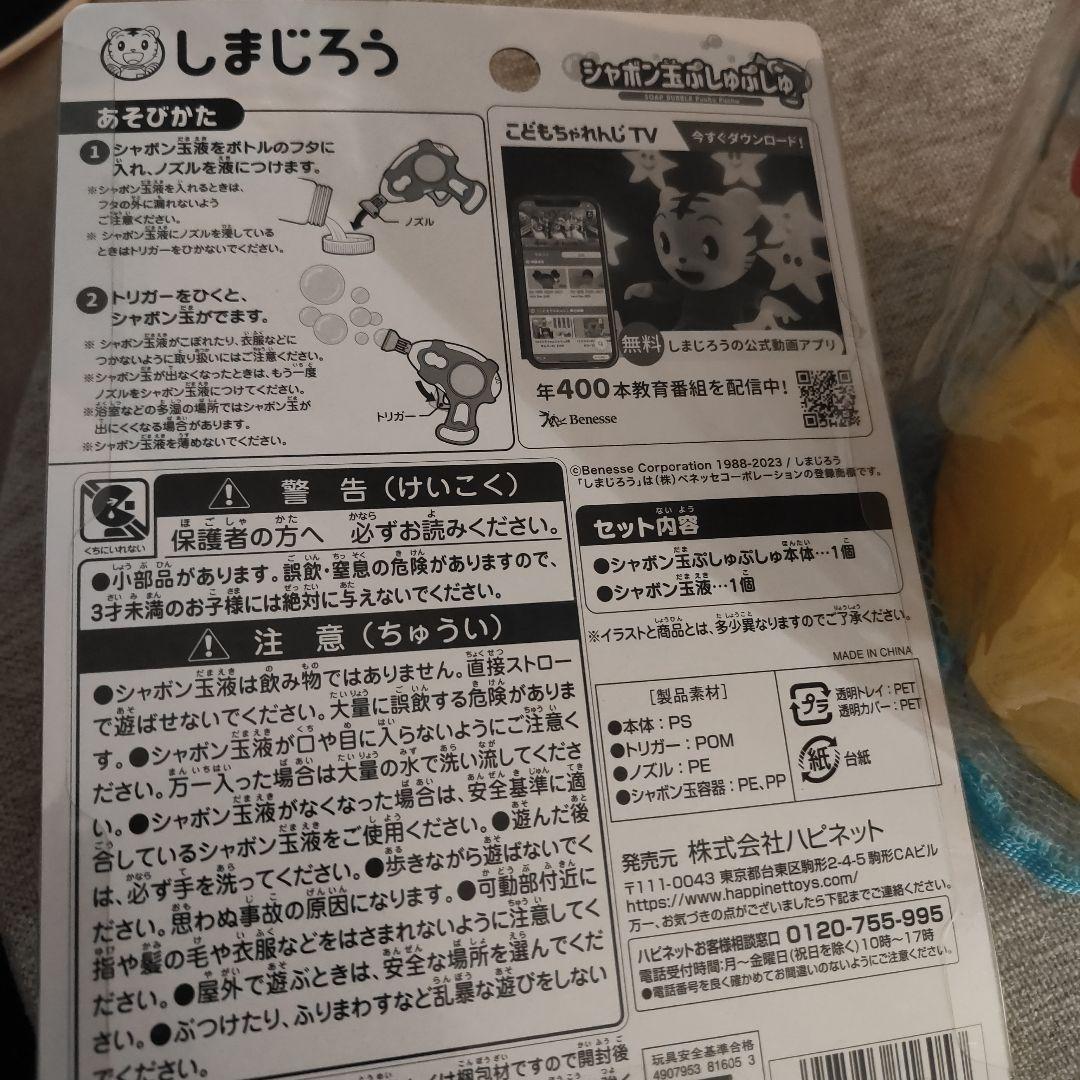 しまじろう
シャボン玉ぷしゅぷしゅ
SOAP BUBBLE Pushu Pushu
あそびかた
1 シャボン玉液をボトルのフタに
入れ、ノズルを液につけます。
※シャボン玉液を入れるときは、
フタの外に漏れないよう
ご注意ください。
※ シャボン玉液にノズルを浸している
ときはトリガーをひかないでください。
ノズル
2 トリガーをひくと、
シャボン玉がでます。
※ シャボン玉液がこぼれたり、衣服などに
つかないように取り扱いにはご注意ください。
※シャボン玉が出なくなったときは、もう一度
ノズルをシャボン玉液につけてください。
※浴室などの多湿の場所ではシャボン玉が
出にくくなる場合があります。
※シャボン玉液を薄めないでください。
トリガー
こどもちゃれんじTV
今すぐダウンロード!
無料 しまじろうの公式動画アプリ
年400本教育番組を配信中!
Benesse
©Benesse Corporation 1988-2023 / しまじろう
「しまじろう」は(株)ベネッセコーポレーションの登録商標です。
くちにいれない
警告(けいこく)
保護者の方へ 必ずお読みください。
●小部品があります。誤飲・窒息の危険がありますので、
3才未満のお子様には絶対に与えないでください。
注意(ちゅうい)
●シャボン玉液は飲み物ではありません。直接ストロー
で遊ばせないでください。大量に誤飲する危険がありま
す。●シャボン玉液が口や目に入らないようにご注意く
ださい。万一入った場合は大量の水で洗い流してくださ
い。●シャボン玉液がなくなった場合は、安全基準に適
合しているシャボン玉液をご使用ください。●遊んだ後
は、必ず手を洗ってください。●歩きながら遊ばないでく
ださい。思わぬ事故の原因になります。●可動部付近に
指や髪の毛や衣服などをはさまれないように注意してく
ださい。●屋外で遊ぶときは、安全な場所を選んでくだ
さい。●ぶつけたり、ふりまわすなど乱暴な遊びをしない
でください。
は梱包材ですので開封後
セット内容
●シャボン玉ぷしゅぷしゅ本体…1個
●シャボン玉液…1個
※イラストと商品とは、多少異なりますのでご了承ください。
MADE IN CHINA
[製品素材]
●本体:PS
●トリガー:POM
●ノズル:PE
●シャボン玉容器:PE、PP
プラ
透明トレイ:PET
透明カバー:PET
紙 台紙
発売元 株式会社ハピネット
〒111-0043 東京都台東区駒形2-4-5 駒形CAビル
https://www.happinettoys.com/
万一、お気づきの点がございましたら下記までご連絡ください。
ハピネットお客様相談窓口 0120-755-995
電話受付時間:月~金曜日(祝日を除く)10時~17時
●電話番号を良く確かめてお間違いのないようにご注意ください。
玩具安全基準合格
4907953 81605 3